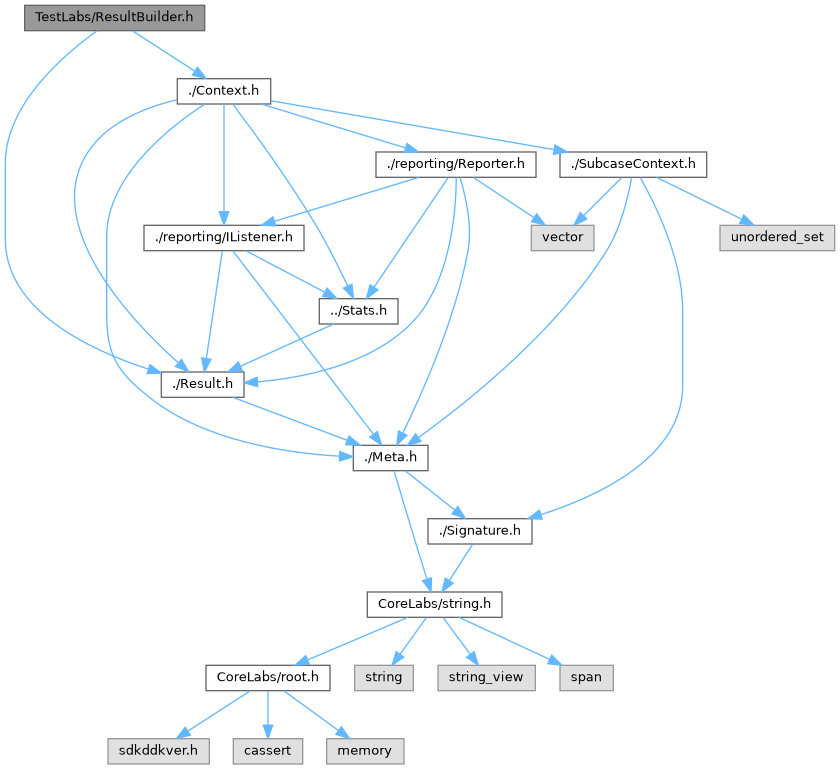 TestLabs/ResultBuilder.h
./Context.h
./reporting/Reporter.h
./SubcaseContext.h
./reporting/IListener.h
vector
unordered_set
../Stats.h
./Result.h
./Meta.h
./Signature.h
CoreLabs/string.h
CoreLabs/root.h
string
string_view
span
sdkddkver.h
cassert
memory